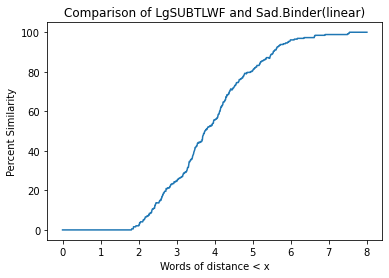 Comparison of LgSUBTLWF and Sad.Binder(linear)
Percent Similarity
100
80
60
40
20
0
0 1 2 3 4 5 6 7 8
Words of distance < x